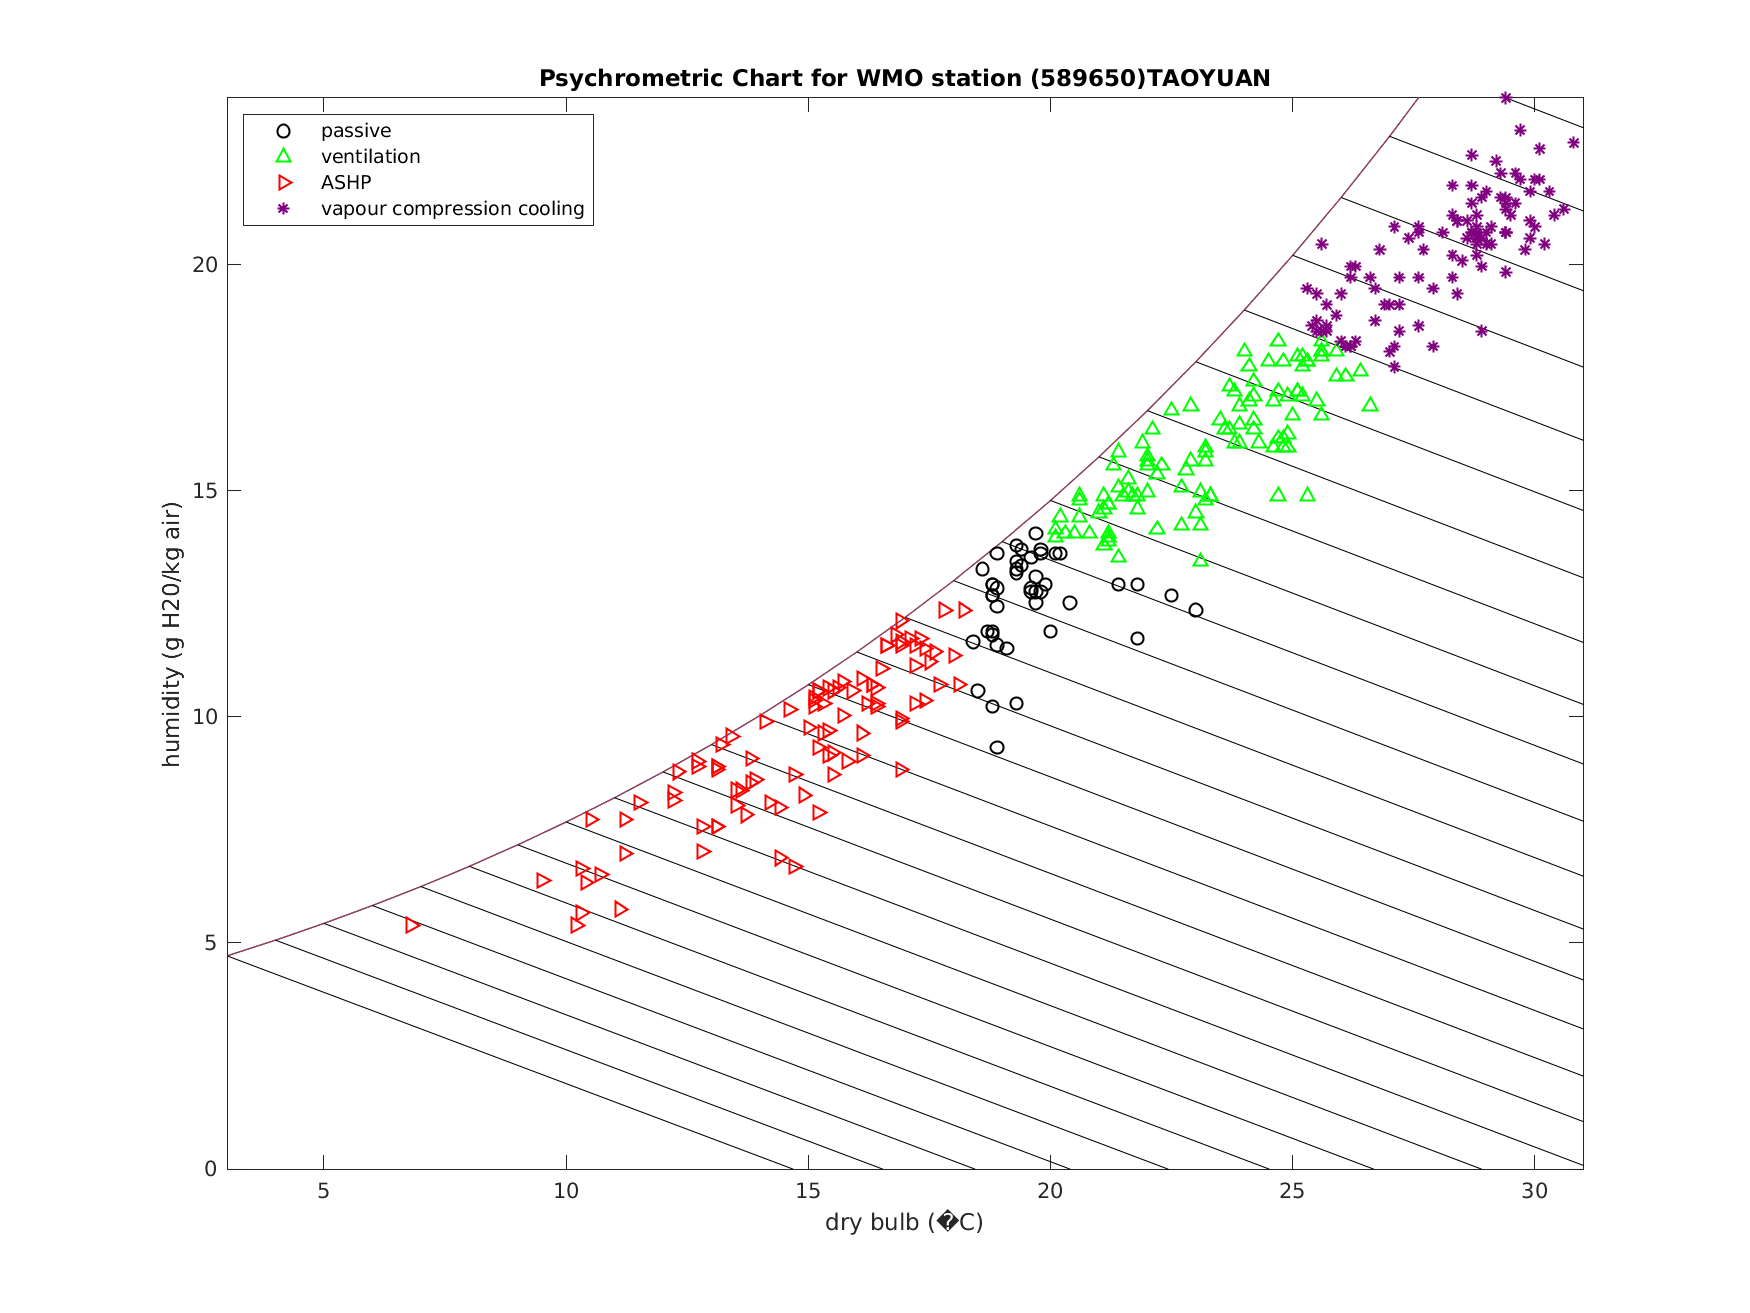 Psychrometric Chart for WMO station (589650)TAOYUAN
passive
ventilation
ASHP
vapour compression cooling
humidity (g H20/kg air)
20
15
10
5
0
5 10 15 20 25 30
dry bulb (�C)